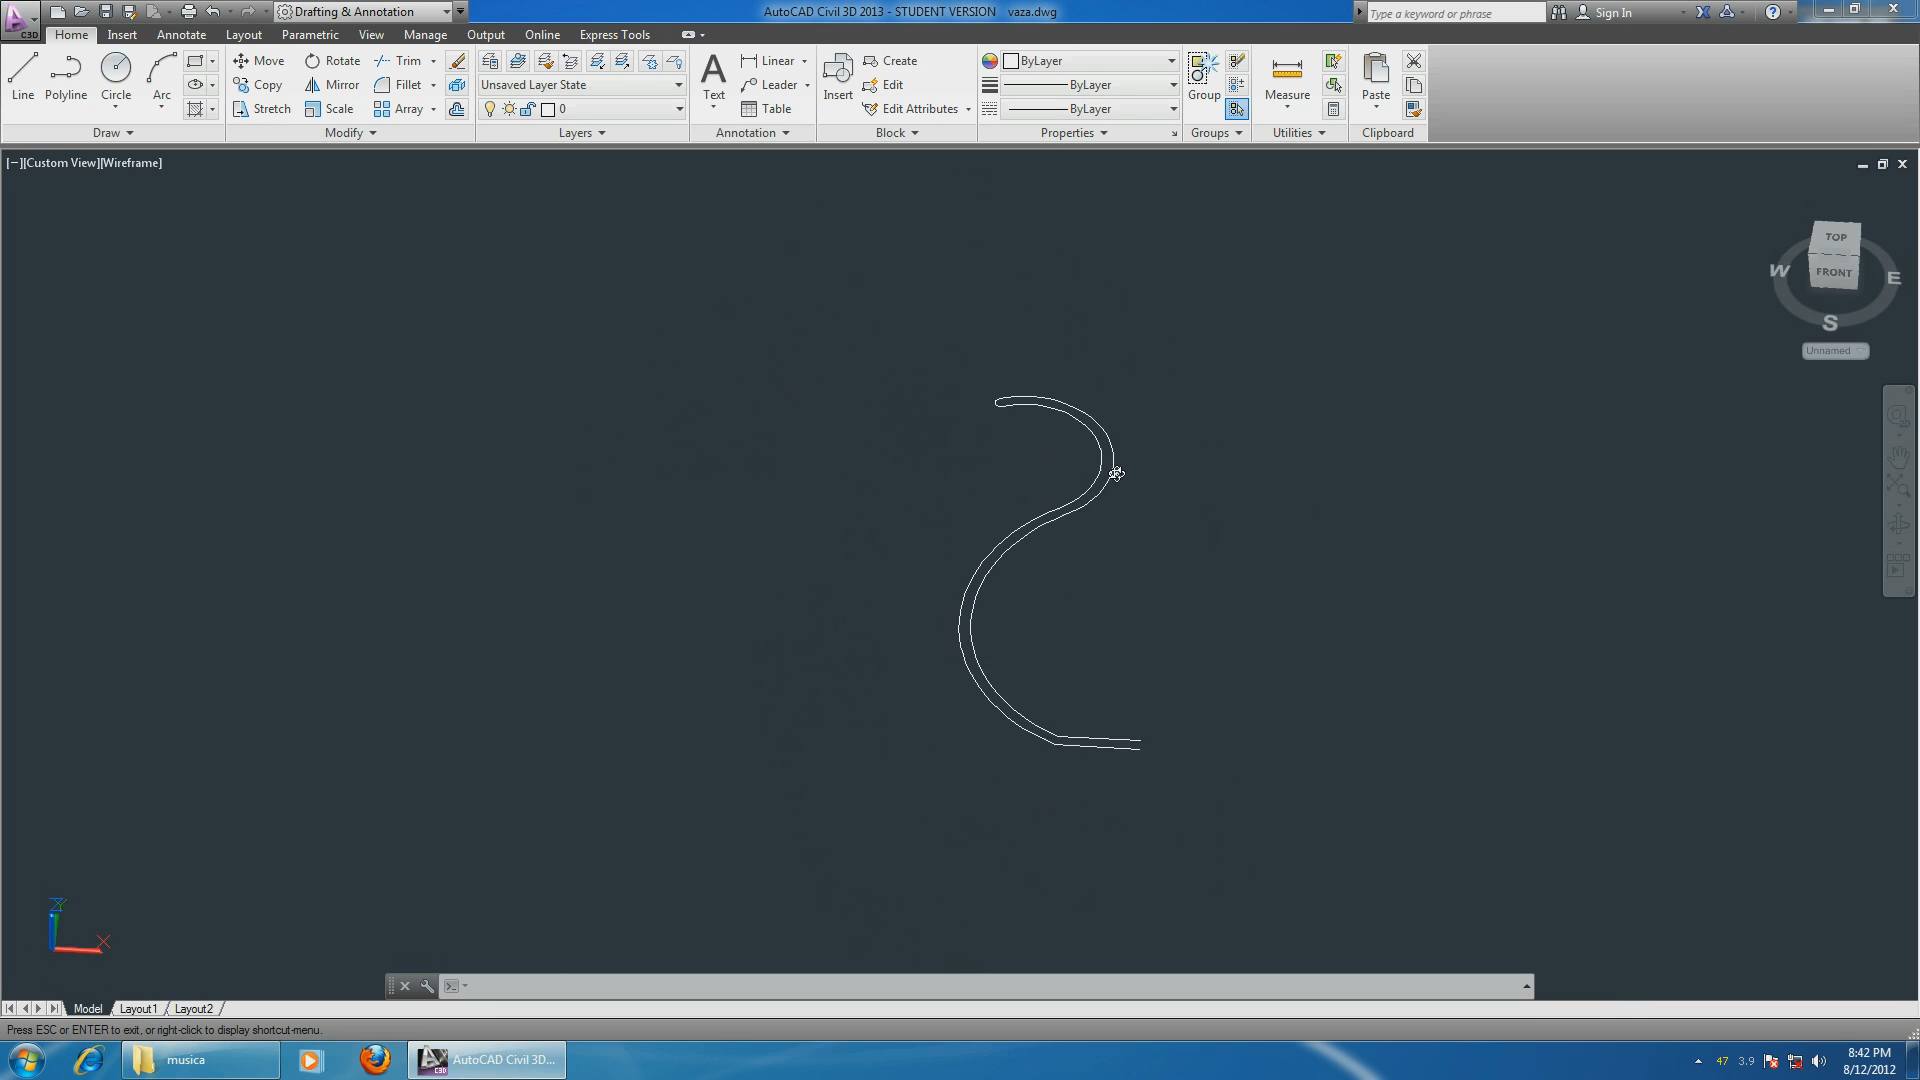 C3D
Drafting & Annotation
AutoCAD Civil 3D 2013 - STUDENT VERSION vaza.dwg
Type a keyword or phrase
Sign In
Home Insert Annotate Layout Parametric View Manage Output Online Express Tools
Line Polyline Circle Arc
Move Rotate Trim
Copy Mirror Fillet
Stretch Scale Array
Unsaved Layer State
0
A
Text
Linear
Leader
Table
Insert
Create
Edit
Edit Attributes
ByLayer
ByLayer
ByLayer
Group
Measure
Paste
Draw Modify Layers Annotation Block Properties Groups Utilities Clipboard
[−][Custom View][Wireframe]
TOP
FRONT
W E
S
Unnamed
Z Y
X
Model Layout1 Layout2
Press ESC or ENTER to exit, or right-click to display shortcut-menu.
musica
C3D
AutoCAD Civil 3D...
47 3.9
8:42 PM
8/12/2012